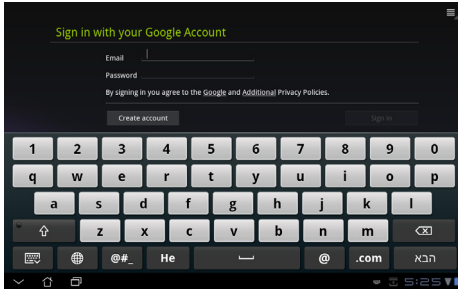 Sign in with your Google Account
Email
Password
By signing in you agree to the Google and Additional Privacy Policies.
Create account Sign in
1 2 3 4 5 6 7 8 9 0
q w e r t y u i o p
a s d f g h j k l
z x c v b n m
@#_ He @ .com הבא
5:25